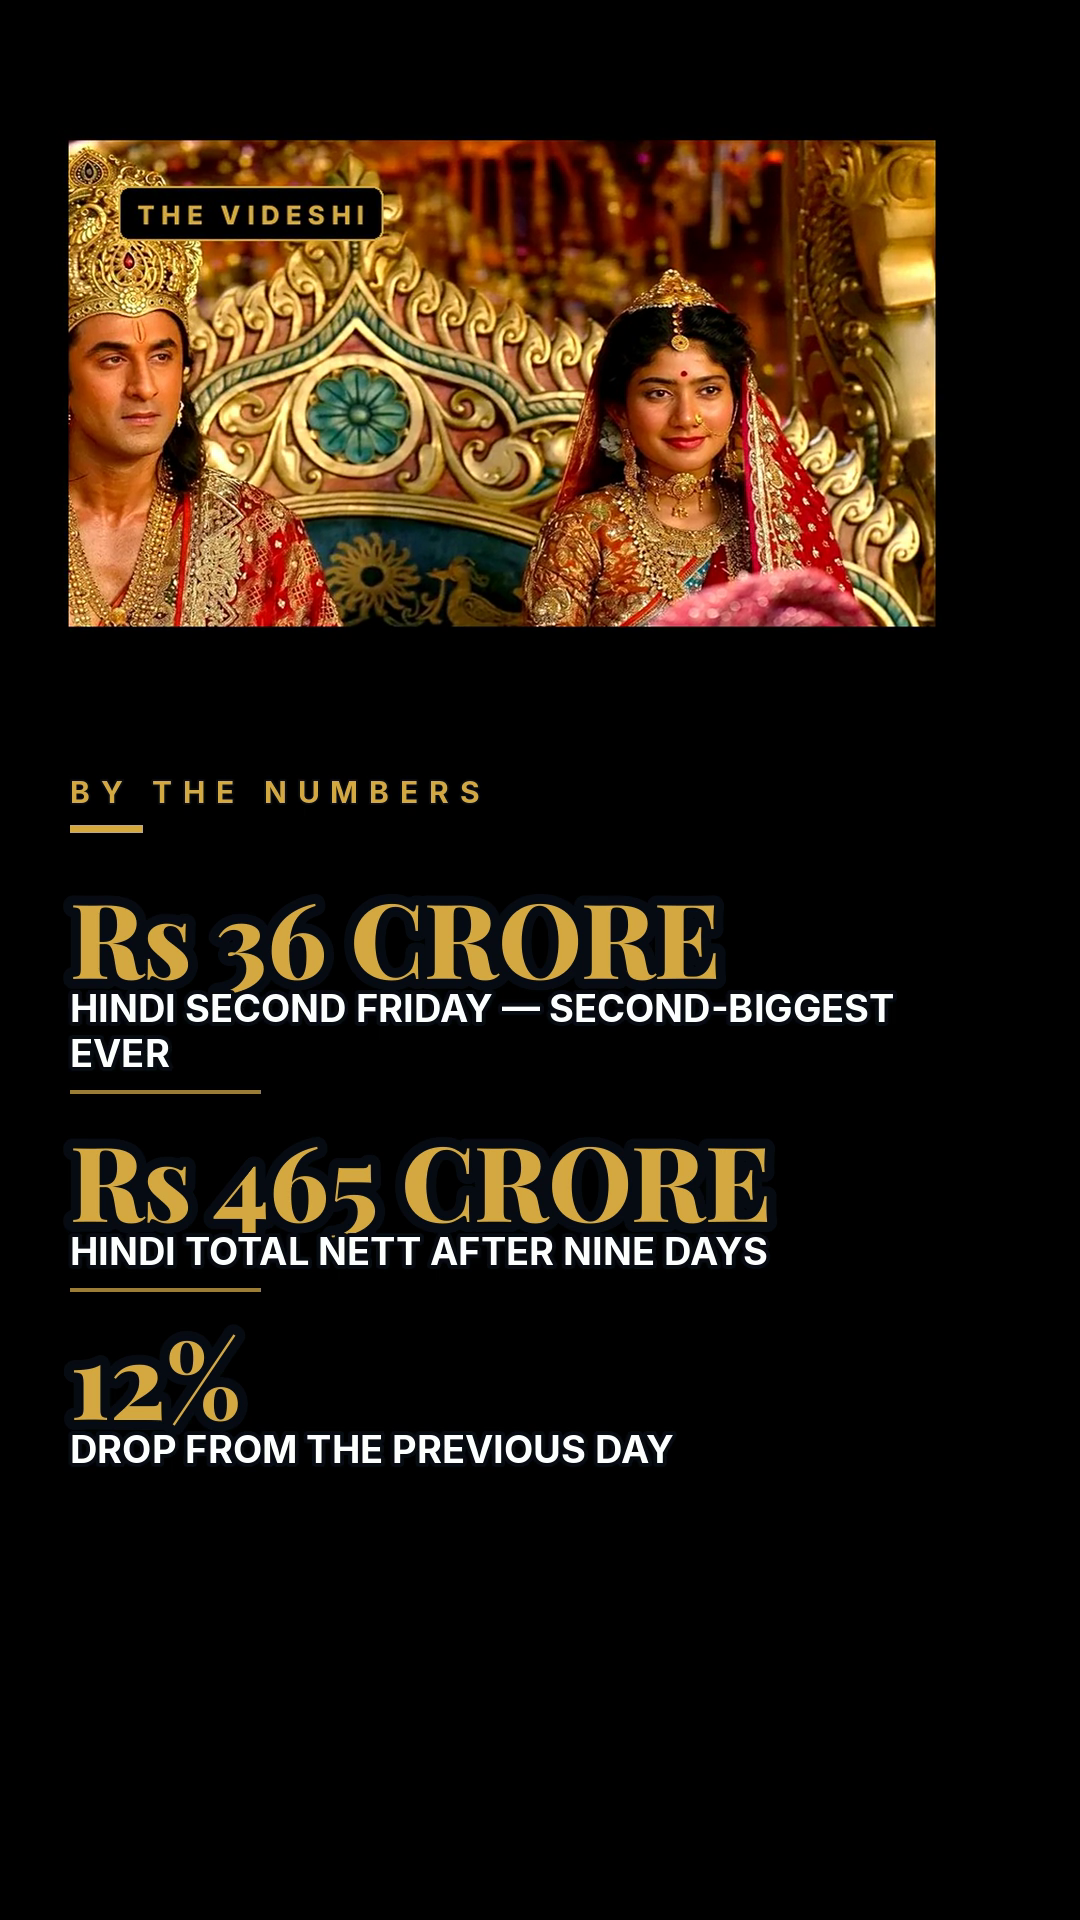 THE VIDESHI
BY THE NUMBERS
Rs 36 CRORE
HINDI SECOND FRIDAY — SECOND-BIGGEST
EVER
Rs 465 CRORE
HINDI TOTAL NETT AFTER NINE DAYS
12%
DROP FROM THE PREVIOUS DAY